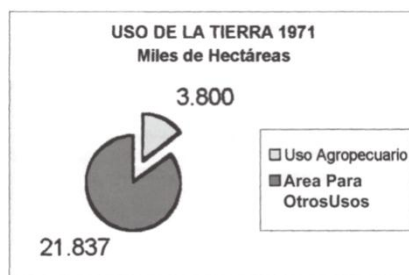 USO DE LA TIERRA 1971
Miles de Hectáreas
3.800
Uso Agropecuario
Area Para
OtrosUsos
21.837